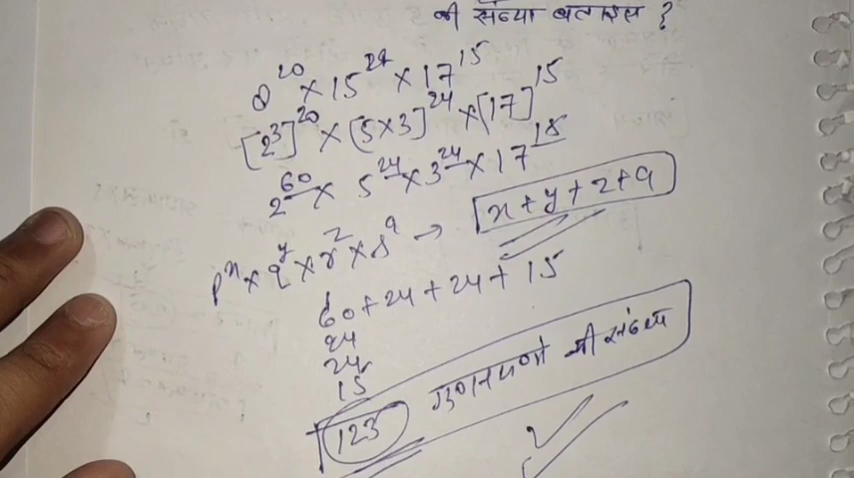 की संख्या बताइए ?
8^20 × 15^24 × 17^15
[2^3]^20 × [5×3]^24 × [17]^15
2^60 × 5^24 × 3^24 × 17^15
p^x × q^y × r^z × s^a → x+y+z+a
60+24+24+15
24
24
15
123 गुणनखण्डो की संख्या